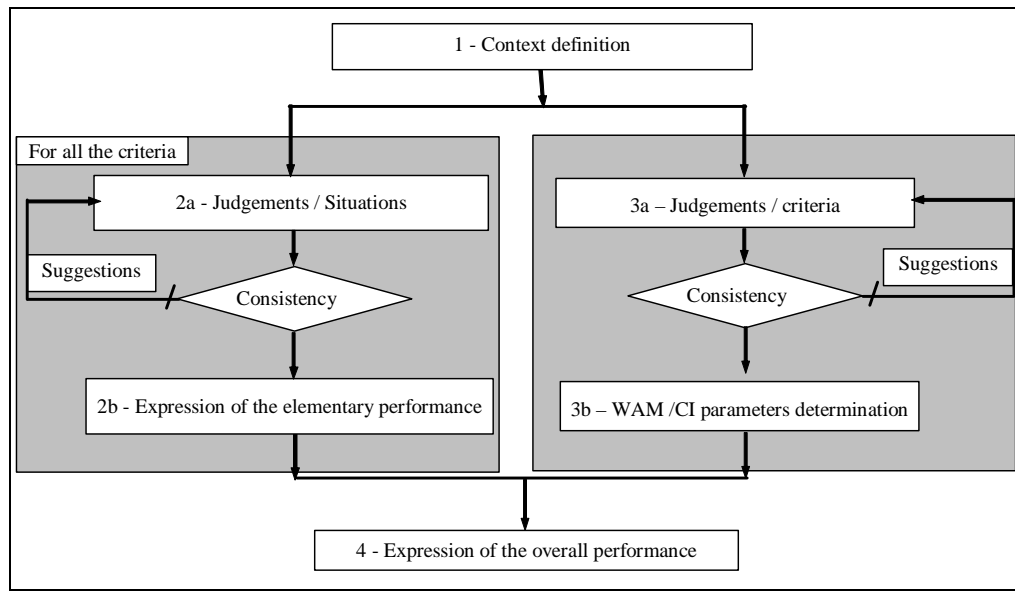 1 - Context definition
For all the criteria
2a - Judgements / Situations
Suggestions
Consistency
2b - Expression of the elementary performance
3a – Judgements / criteria
Suggestions
Consistency
3b – WAM /CI parameters determination
4 - Expression of the overall performance